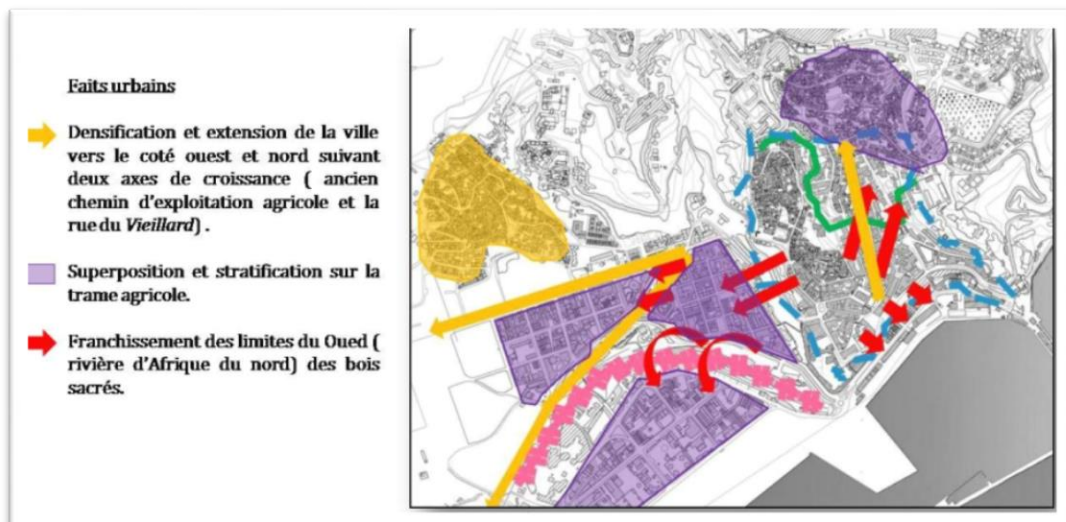 Faits urbains
Densification et extension de la ville
vers le coté ouest et nord suivant
deux axes de croissance ( ancien
chemin d'exploitation agricole et la
rue du Vieillard) .
Superposition et stratification sur la
trame agricole.
Franchissement des limites du Oued (
rivière d'Afrique du nord) des bois
sacrés.